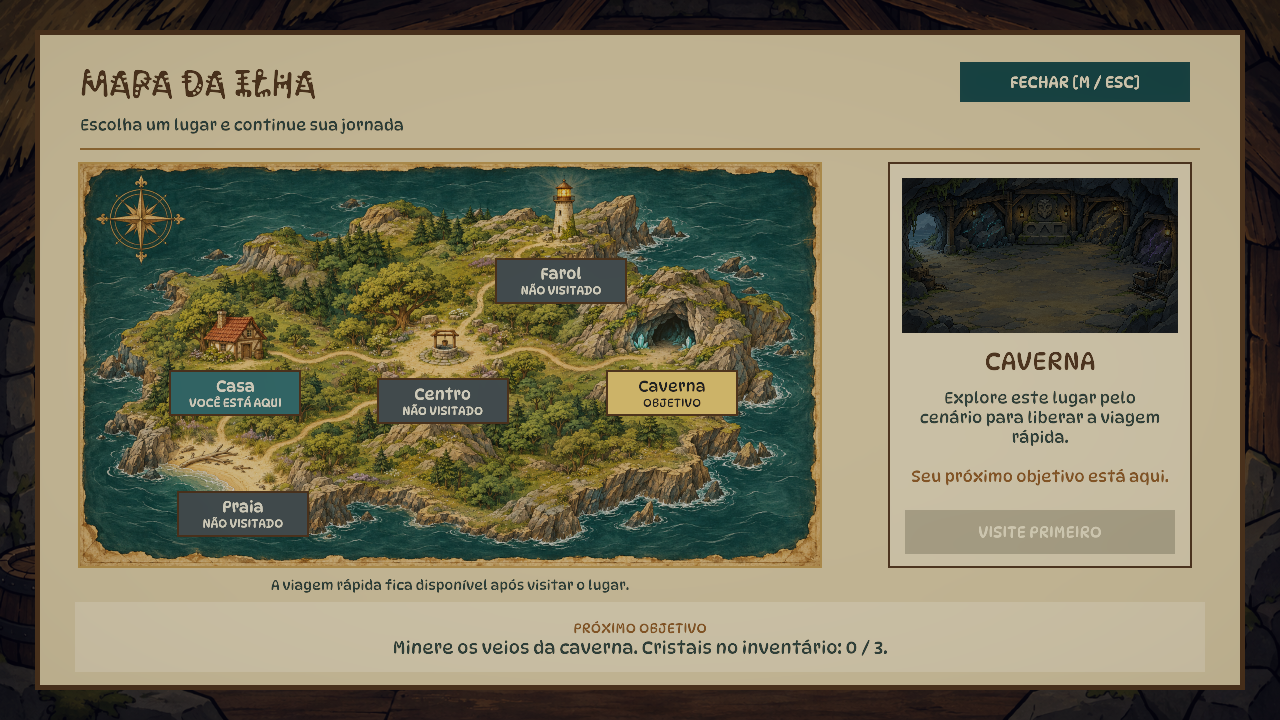 MAPA DA ILHA
FECHAR [M / ESC]
Escolha um lugar e continue sua jornada
Farol
NÃO VISITADO
Casa
VOCÊ ESTÁ AQUI
Centro
NÃO VISITADO
Caverna
OBJETIVO
Praia
NÃO VISITADO
CAVERNA
Explore este lugar pelo
cenário para liberar a viagem
rápida.
Seu próximo objetivo está aqui.
VISITE PRIMEIRO
A viagem rápida fica disponível após visitar o lugar.
PRÓXIMO OBJETIVO
Minere os veios da caverna. Cristais no inventário: 0 / 3.